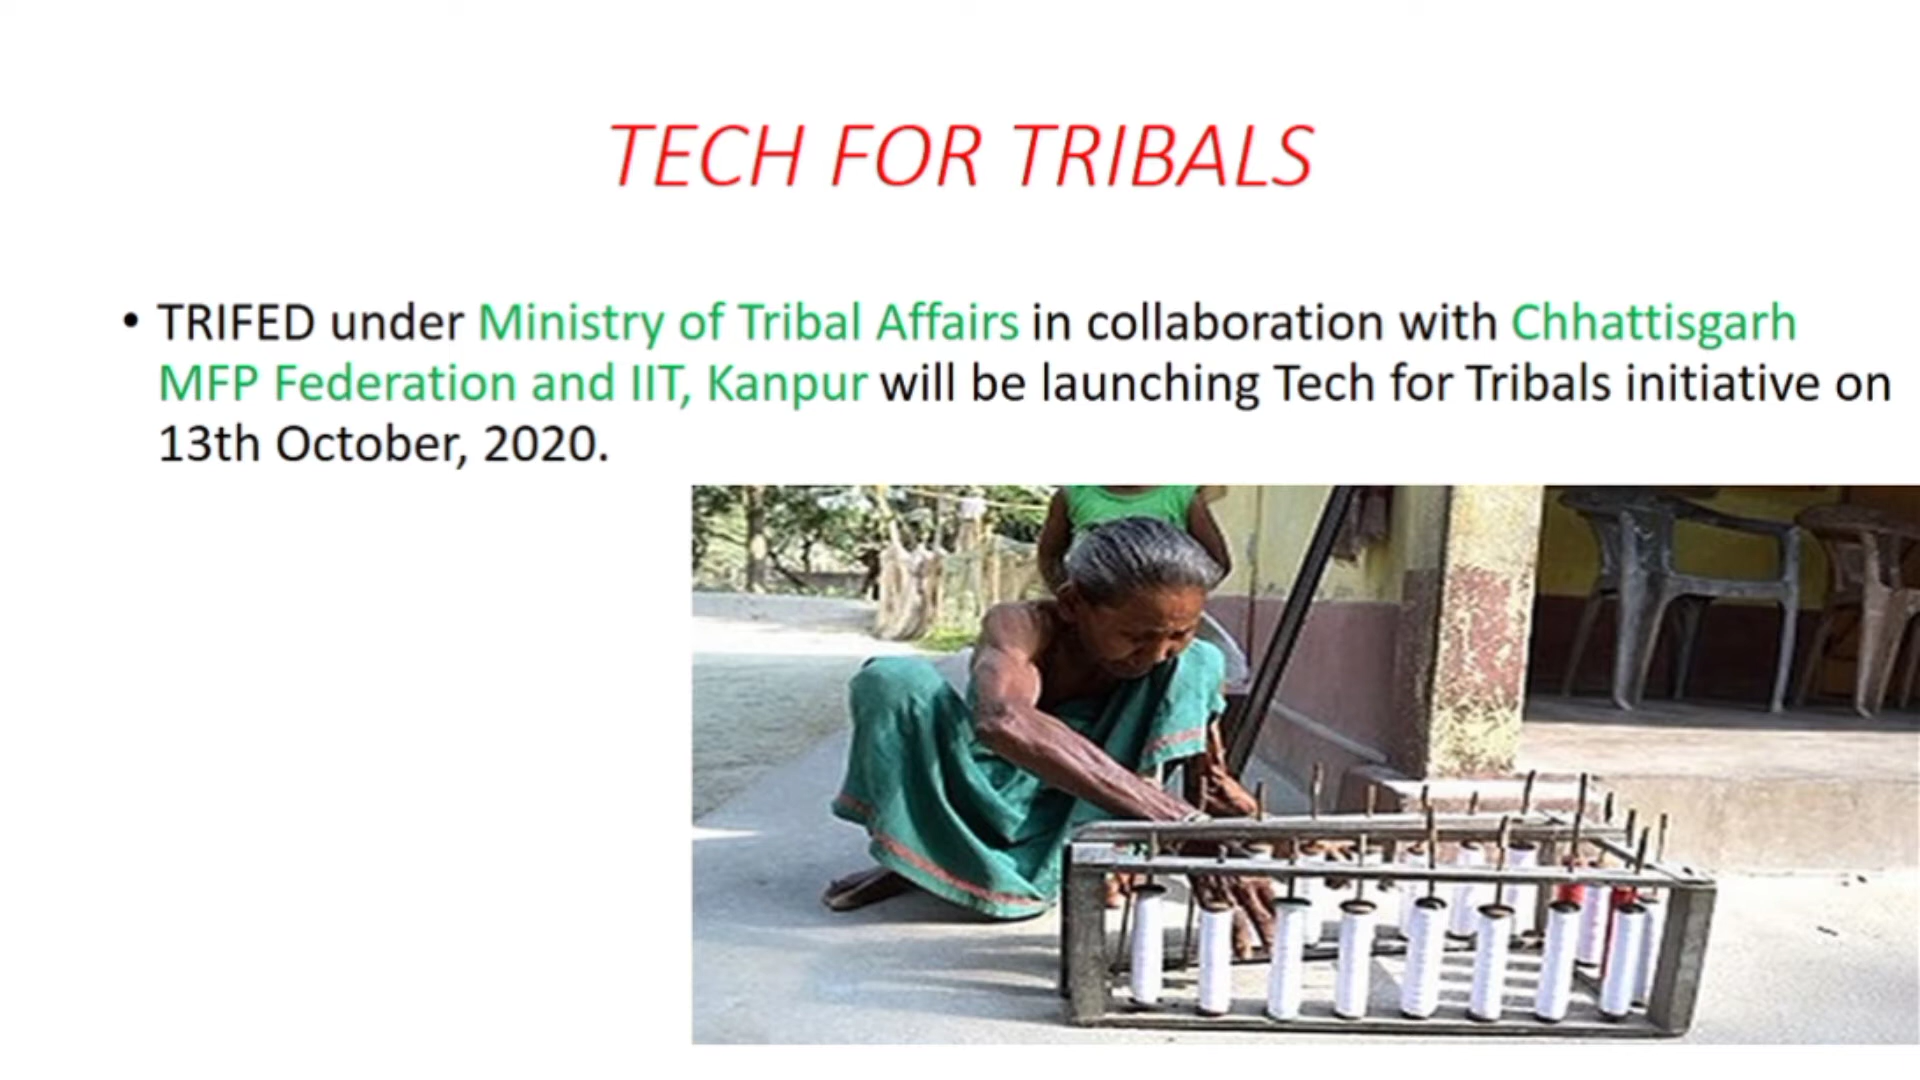 TECH FOR TRIBALS
• TRIFED under Ministry of Tribal Affairs in collaboration with Chhattisgarh
MFP Federation and IIT, Kanpur will be launching Tech for Tribals initiative on
13th October, 2020.